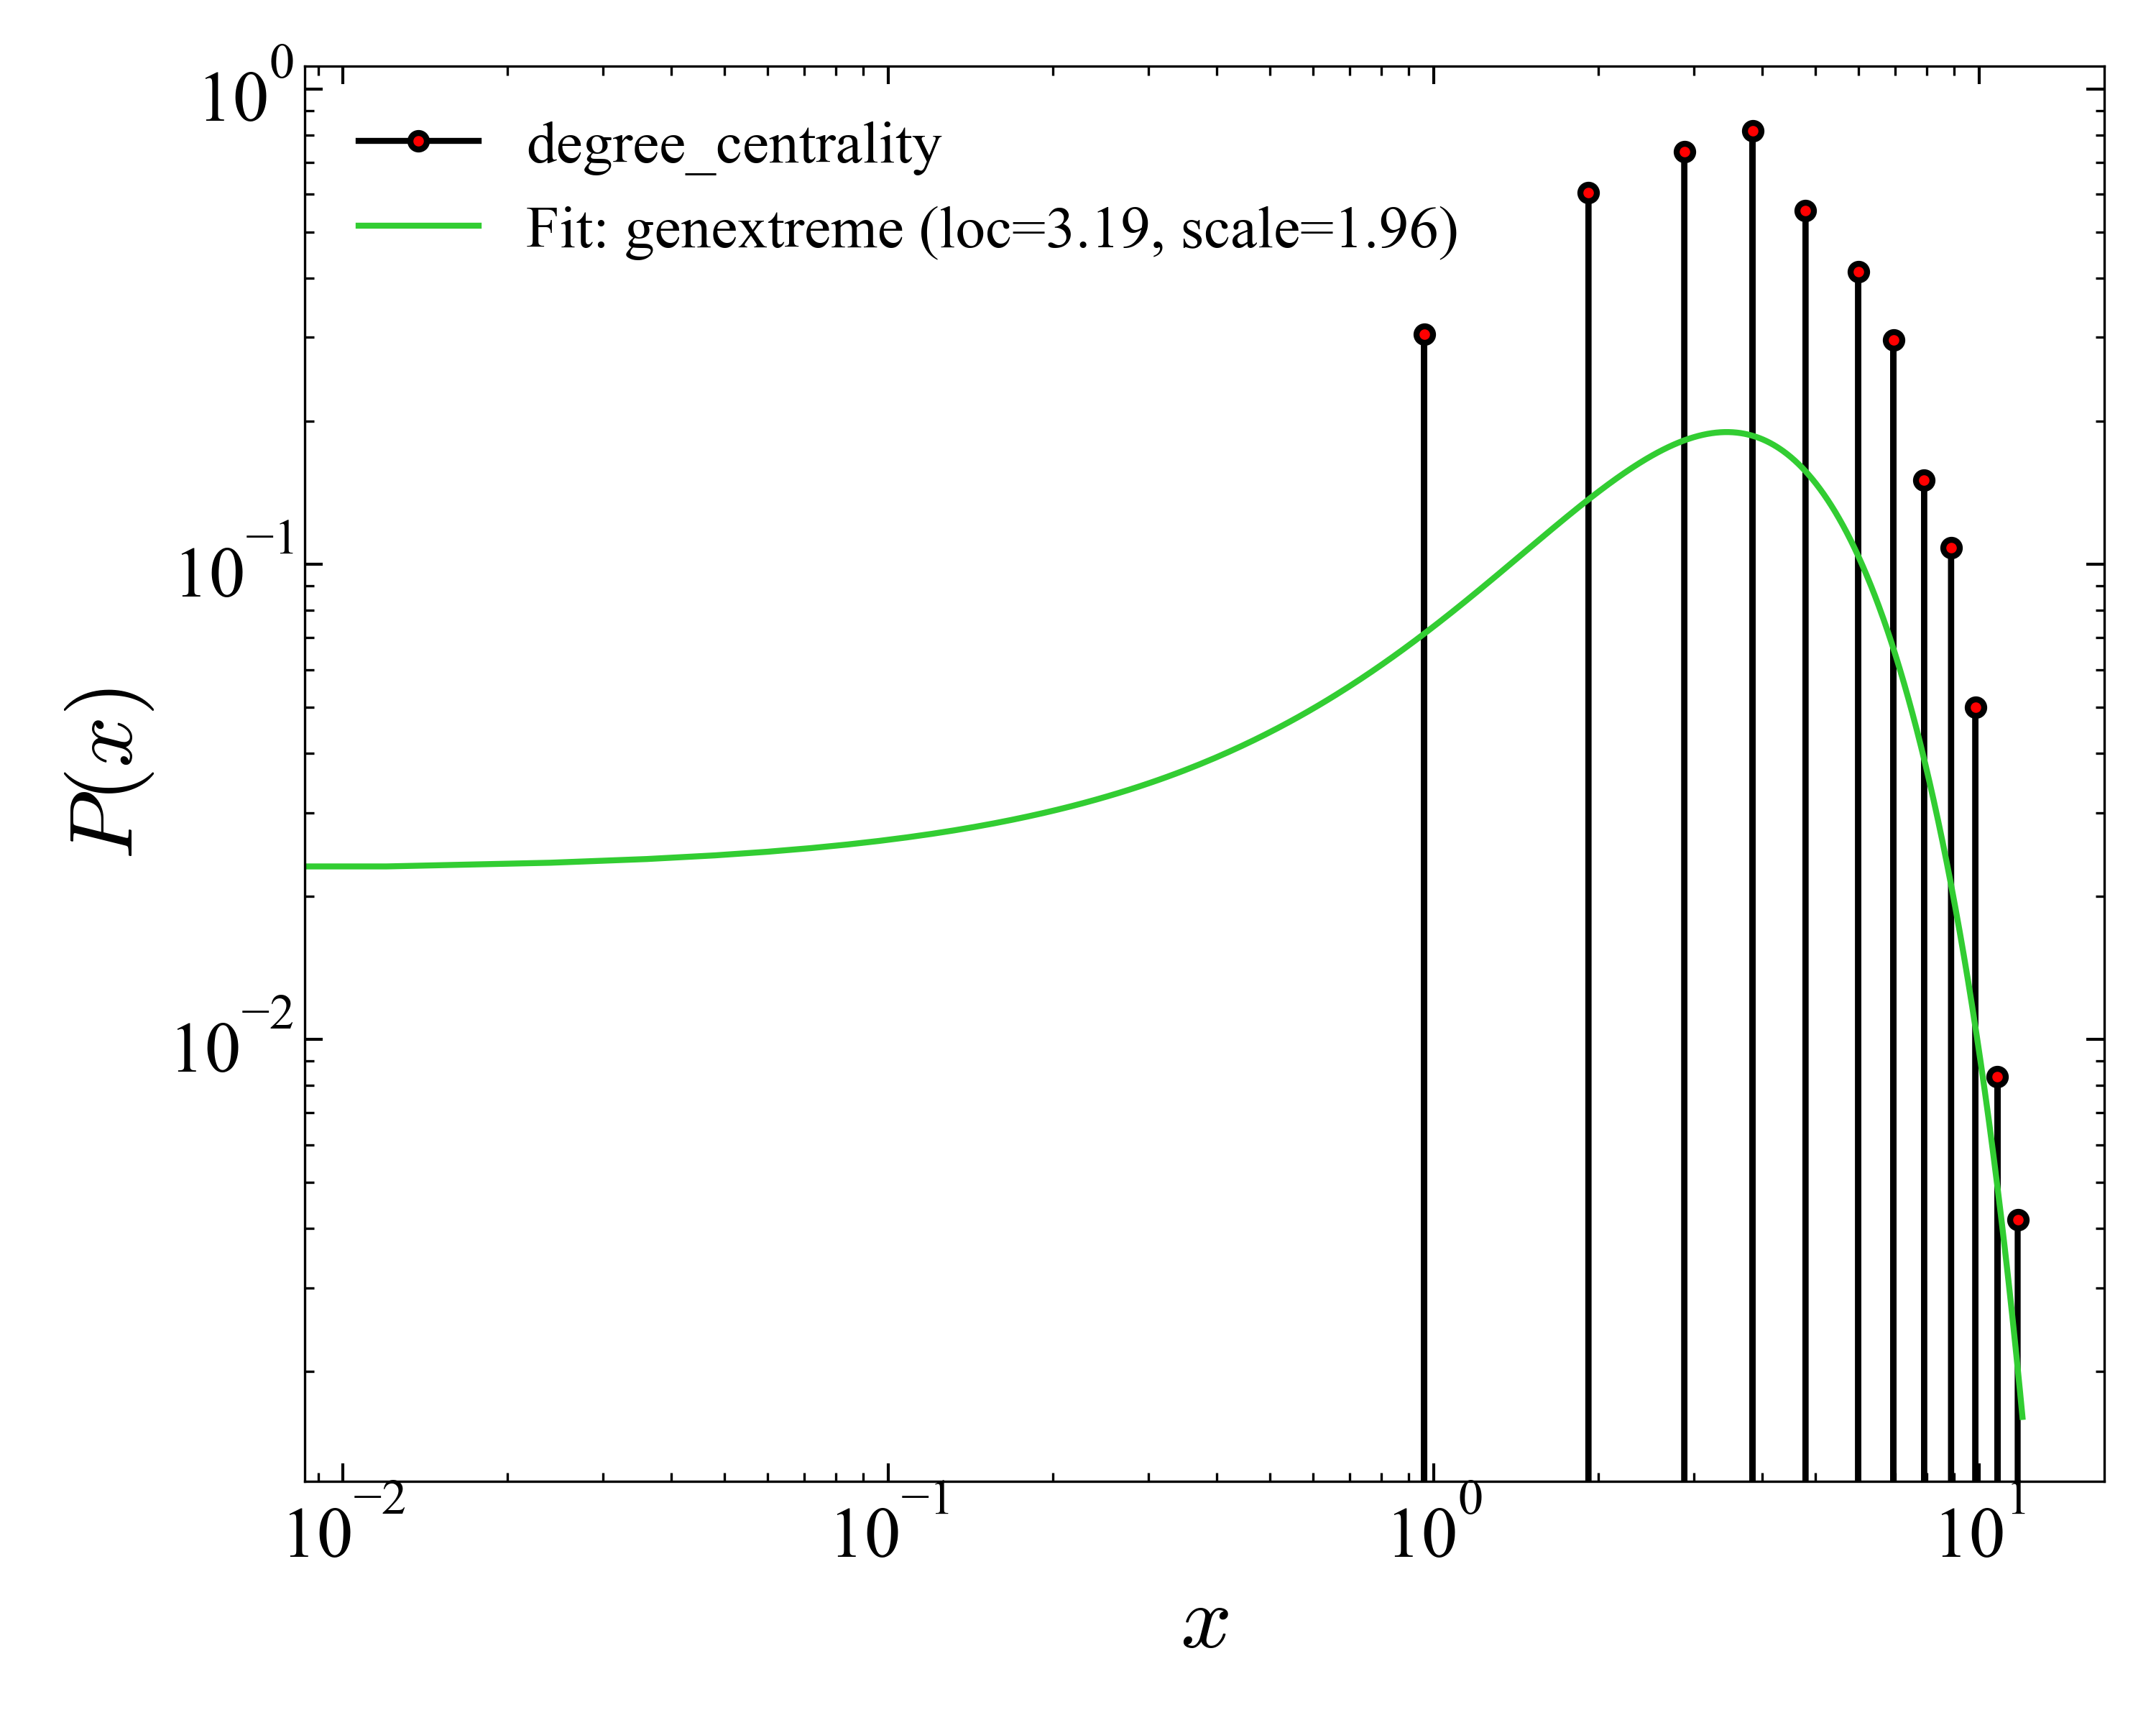 10^0
degree_centrality
Fit: genextreme (loc=3.19, scale=1.96)
10^−1
P(x)
10^−2
10^−2 10^−1 10^0 10^1
x